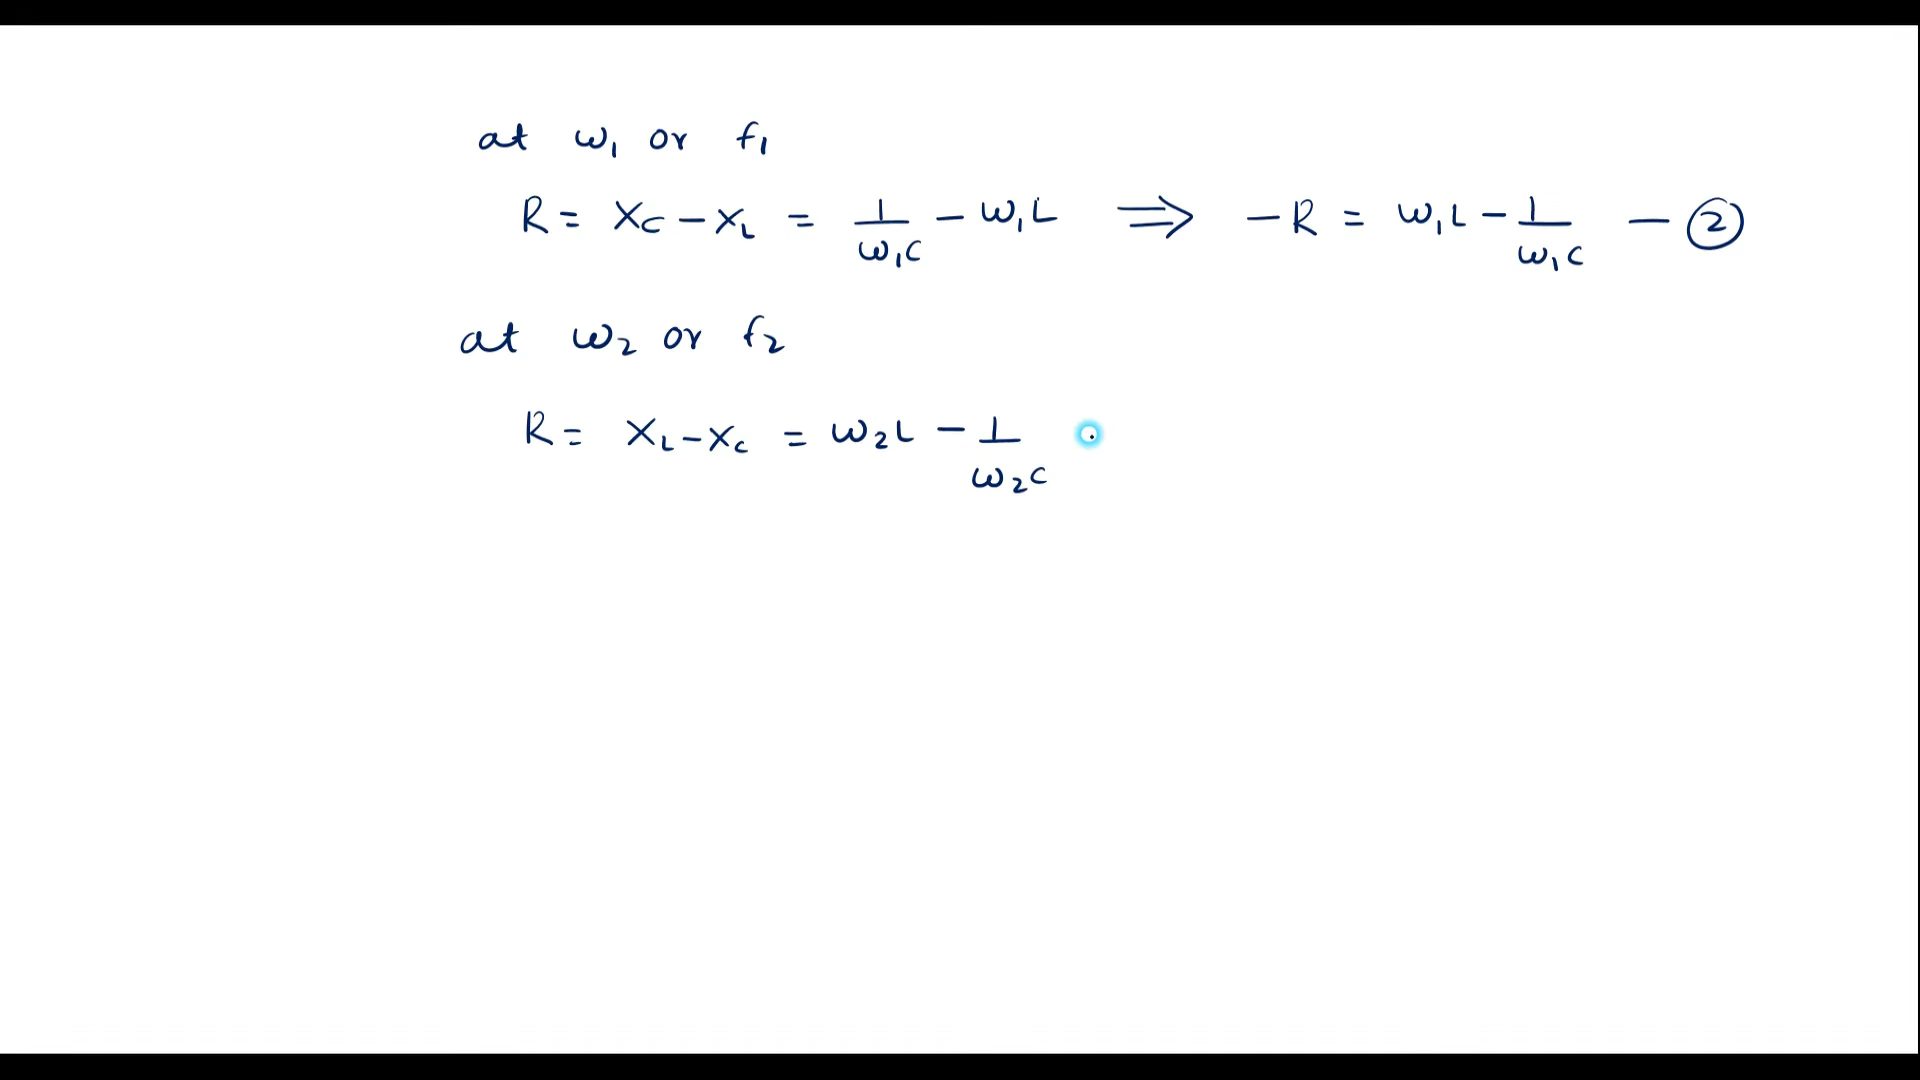 at ω₁ or f₁
R = X_C − X_L = 1/ω₁C − ω₁L ⟹ −R = ω₁L − 1/ω₁C — ②
at ω₂ or f₂
R = X_L − X_C = ω₂L − 1/ω₂C